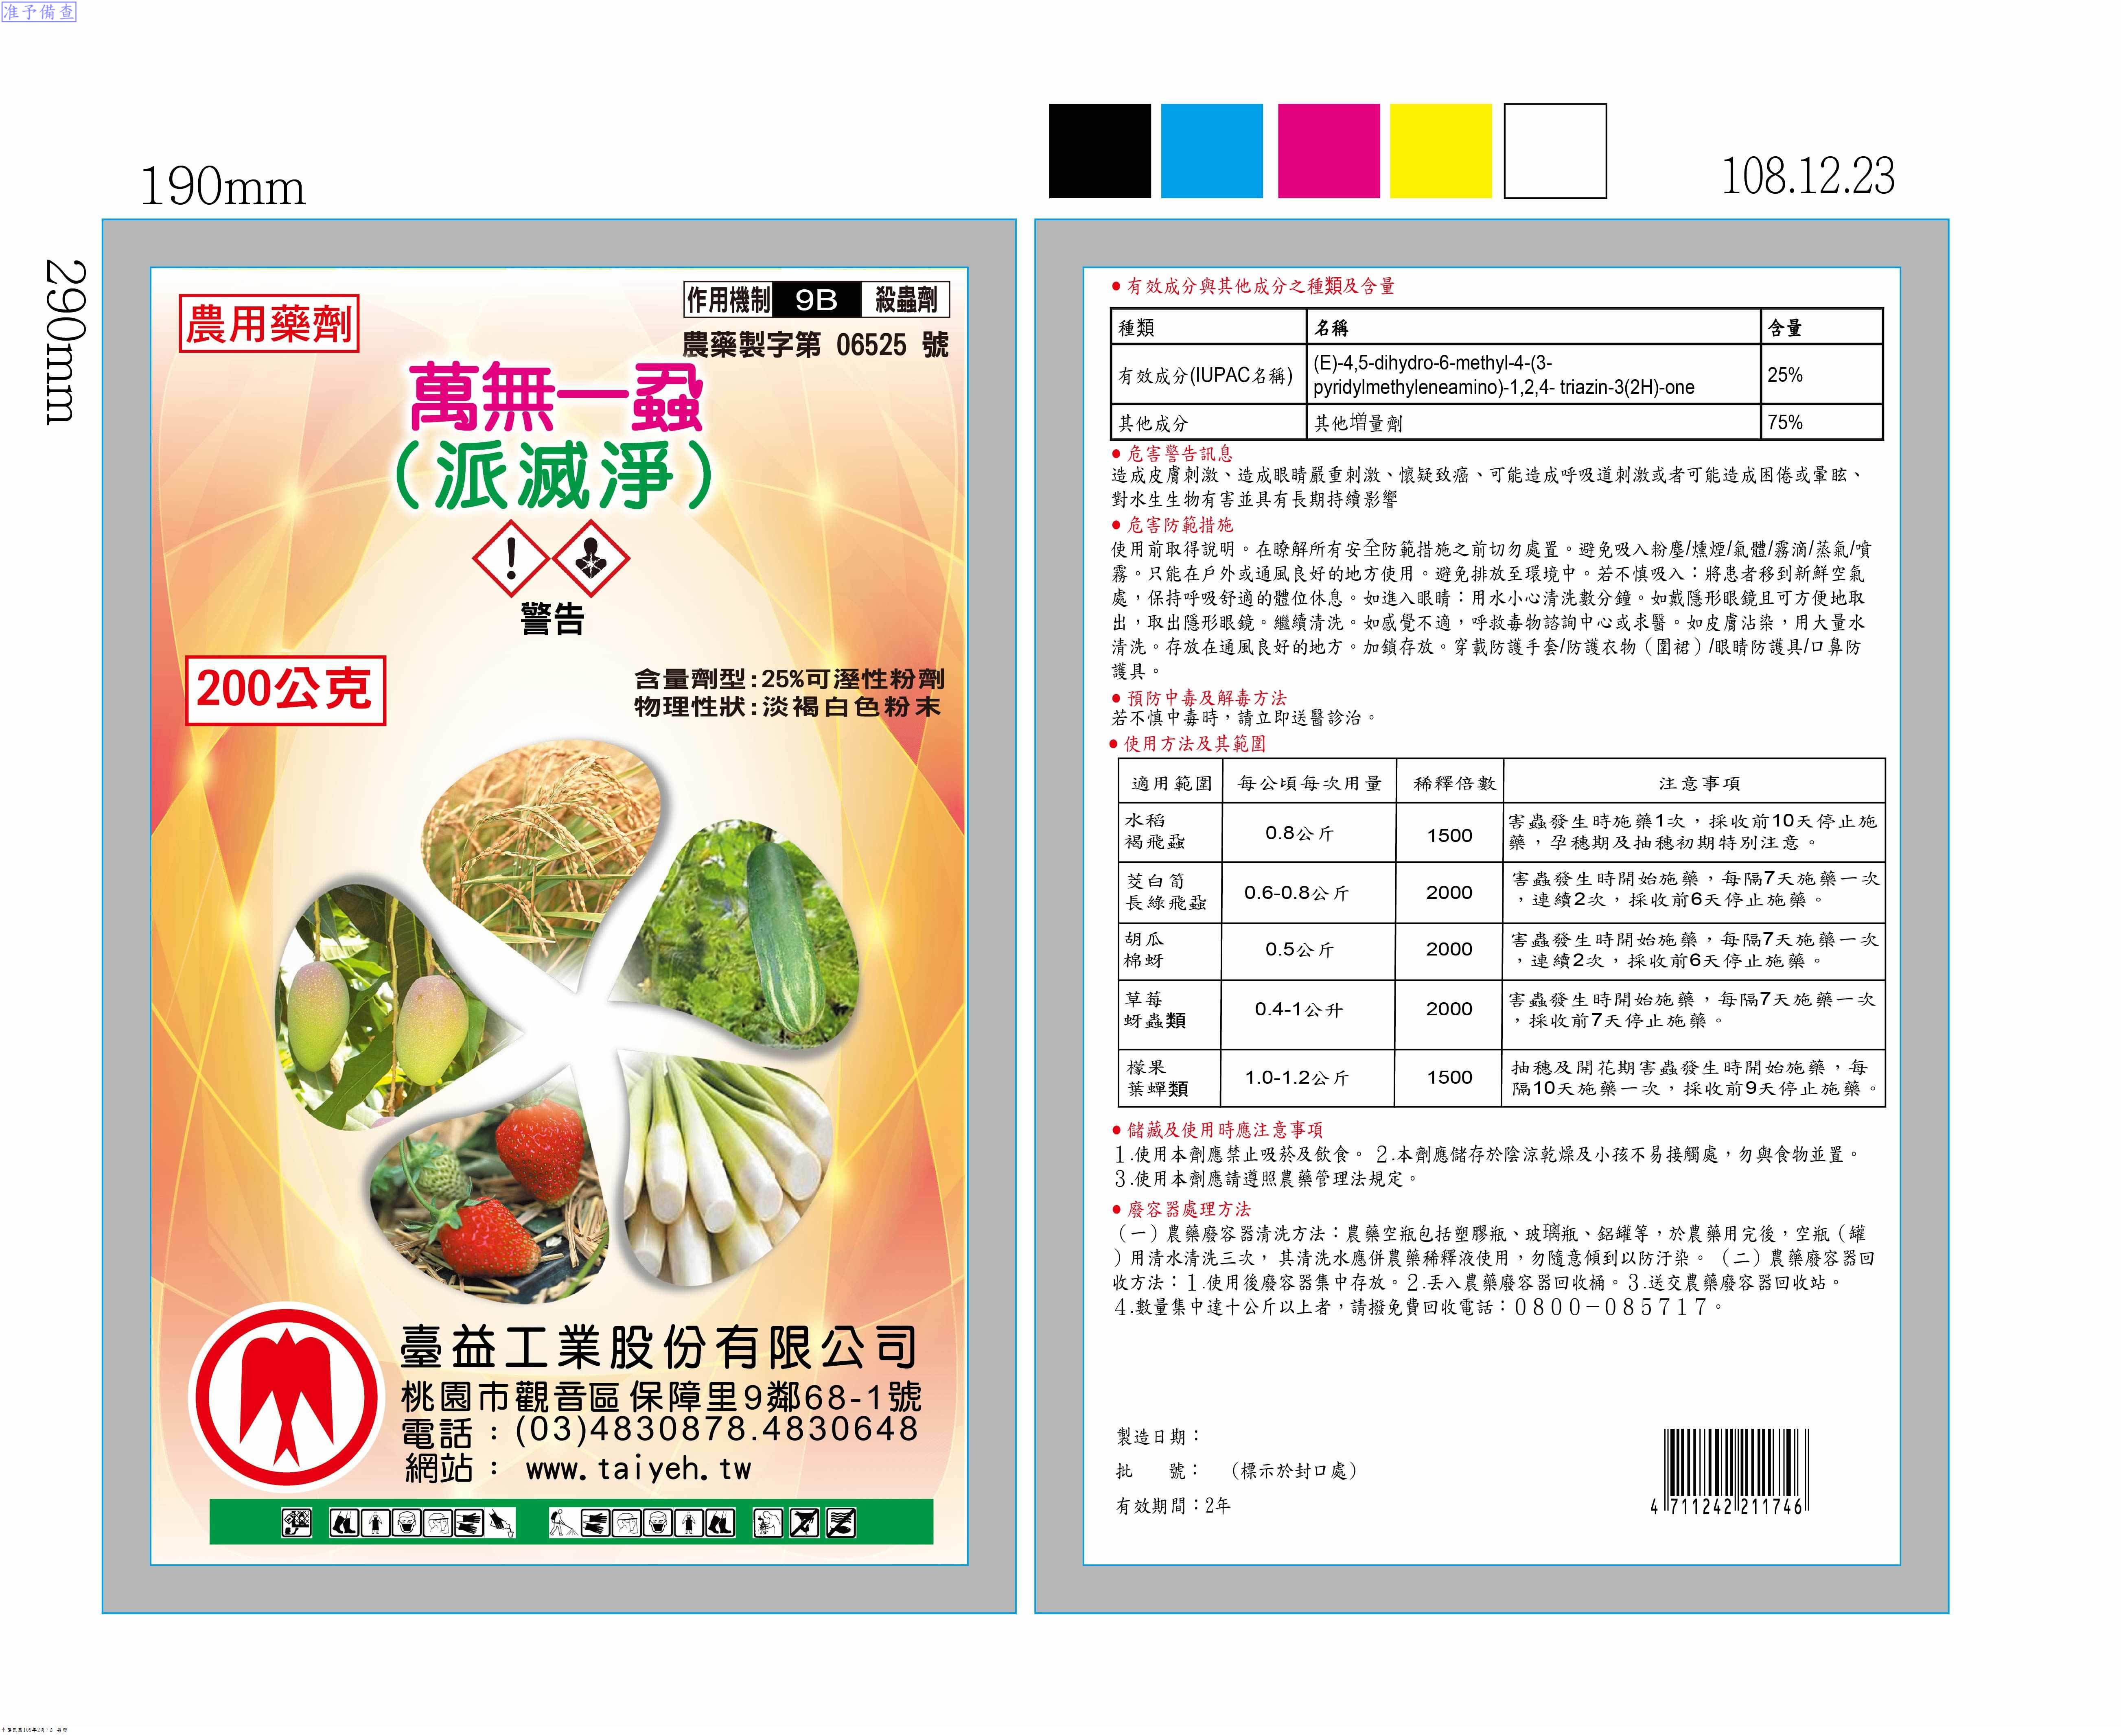 准予備查
190mm
108.12.23
290mm
農用藥劑
作用機制 9B 殺蟲劑
農藥製字第 06525 號
萬無一蝨
(派滅淨)
警告
200公克
含量劑型:25%可溼性粉劑
物理性狀:淡褐白色粉末
臺益工業股份有限公司
桃園市觀音區保障里9鄰68-1號
電話：(03)4830878.4830648
網站： www.taiyeh.tw
●有效成分與其他成分之種類及含量
種類 名稱 含量
有效成分(IUPAC名稱) (E)-4,5-dihydro-6-methyl-4-(3-
pyridylmethyleneamino)-1,2,4- triazin-3(2H)-one 25%
其他成分 其他增量劑 75%
●危害警告訊息
造成皮膚刺激、造成眼睛嚴重刺激、懷疑致癌、可能造成呼吸道刺激或者可能造成困倦或暈眩、
對水生生物有害並具有長期持續影響
●危害防範措施
使用前取得說明。在瞭解所有安全防範措施之前切勿處置。避免吸入粉塵/燻煙/氣體/霧滴/蒸氣/噴
霧。只能在戶外或通風良好的地方使用。避免排放至環境中。若不慎吸入：將患者移到新鮮空氣
處，保持呼吸舒適的體位休息。如進入眼睛：用水小心清洗數分鐘。如戴隱形眼鏡且可方便地取
出，取出隱形眼鏡。繼續清洗。如感覺不適，呼救毒物諮詢中心或求醫。如皮膚沾染，用大量水
清洗。存放在通風良好的地方。加鎖存放。穿載防護手套/防護衣物（圍裙）/眼睛防護具/口鼻防
護具。
●預防中毒及解毒方法
若不慎中毒時，請立即送醫診治。
●使用方法及其範圍
適用範圍 每公頃每次用量 稀釋倍數 注意事項
水稻
褐飛蝨 0.8公斤 1500 害蟲發生時施藥1次，採收前10天停止施
藥，孕穗期及抽穗初期特別注意。
茭白筍
長綠飛蝨 0.6-0.8公斤 2000 害蟲發生時開始施藥，每隔7天施藥一次
，連續2次，採收前6天停止施藥。
胡瓜
棉蚜 0.5公斤 2000 害蟲發生時開始施藥，每隔7天施藥一次
，連續2次，採收前6天停止施藥。
草莓
蚜蟲類 0.4-1公升 2000 害蟲發生時開始施藥，每隔7天施藥一次
，採收前7天停止施藥。
檬果
葉蟬類 1.0-1.2公斤 1500 抽穗及開花期害蟲發生時開始施藥，每
隔10天施藥一次，採收前9天停止施藥。
●儲藏及使用時應注意事項
1.使用本劑應禁止吸菸及飲食。 2.本劑應儲存於陰涼乾燥及小孩不易接觸處，勿與食物並置。
3.使用本劑應請遵照農藥管理法規定。
●廢容器處理方法
（一）農藥廢容器清洗方法：農藥空瓶包括塑膠瓶、玻璃瓶、鋁罐等，於農藥用完後，空瓶（罐
）用清水清洗三次， 其清洗水應併農藥稀釋液使用，勿隨意傾到以防汙染。（二）農藥廢容器回
收方法：1.使用後廢容器集中存放。2.丟入農藥廢容器回收桶。3.送交農藥廢容器回收站。
4.數量集中達十公斤以上者，請撥免費回收電話：0800－085717。
製造日期：
批 號： （標示於封口處）
有效期間：2年
4 711242 211746